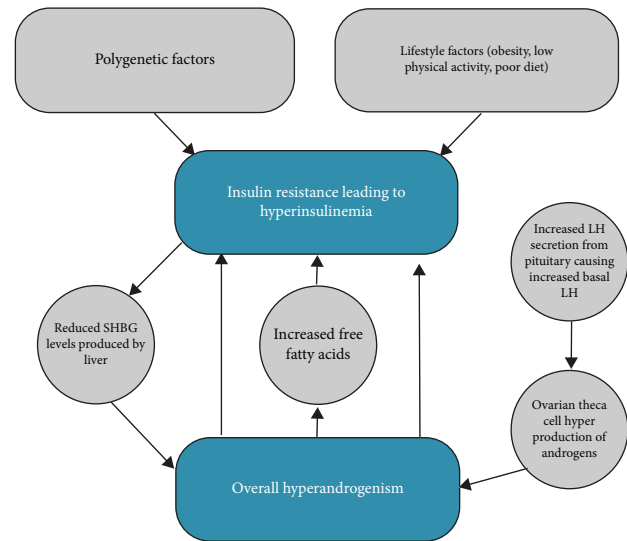 Polygenetic factors
Lifestyle factors (obesity, low
physical activity, poor diet)
Insulin resistance leading to
hyperinsulinemia
Increased LH
secretion from
pituitary causing
increased basal
LH
Reduced SHBG
levels produced by
liver
Increased free
fatty acids
Ovarian theca
cell hyper
production of
androgens
Overall hyperandrogenism